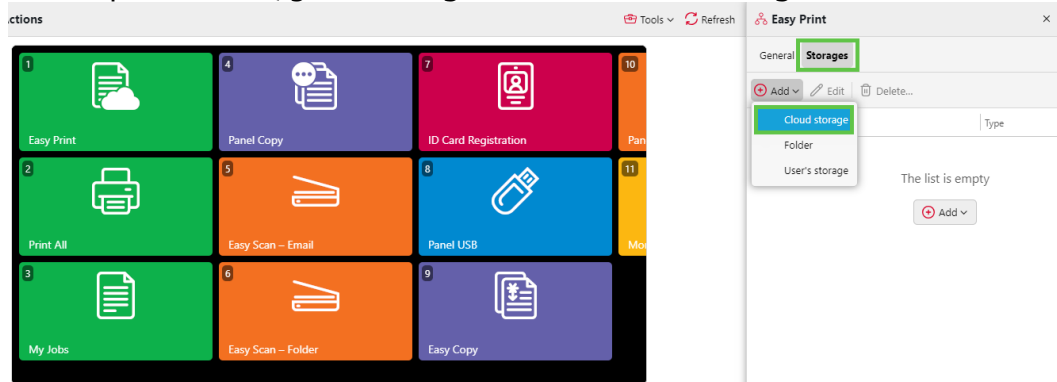 ctions
Tools
Refresh
Easy Print
General
Storages
Add
Edit
Delete...
Cloud storage
Type
Folder
User's storage
The list is empty
Add
1
Easy Print
4
Panel Copy
7
ID Card Registration
10
Pan
2
Print All
5
Easy Scan – Email
8
Panel USB
11
Mo
3
My Jobs
6
Easy Scan – Folder
9
Easy Copy